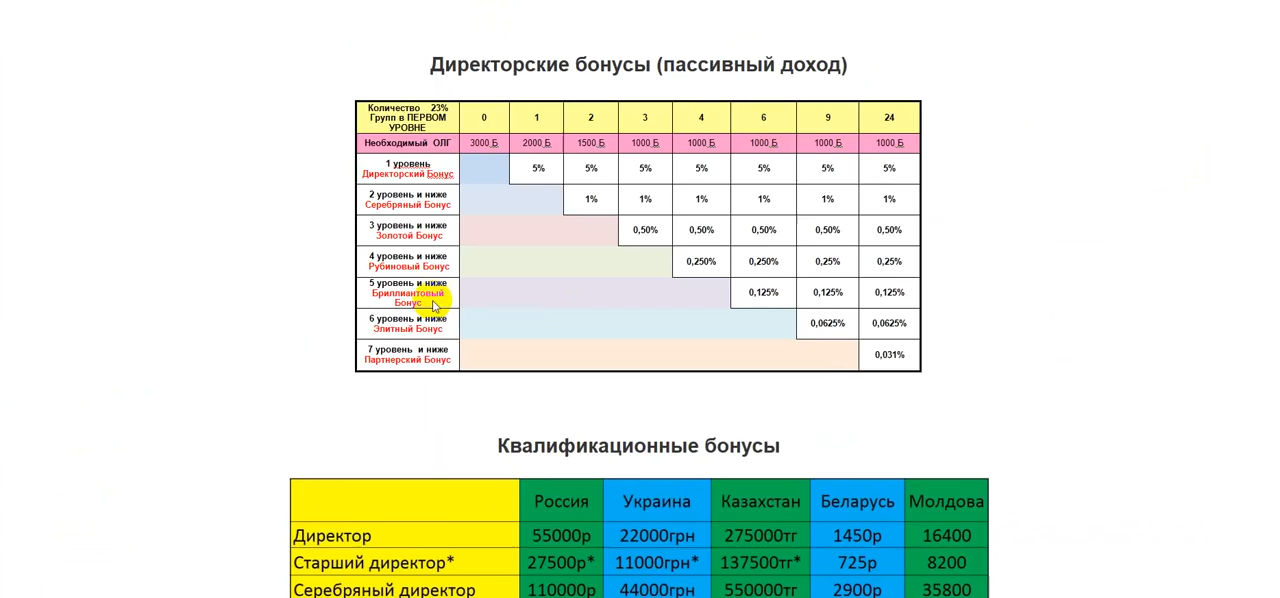 Директорские бонусы (пассивный доход)
Количество 23%
Групп в ПЕРВОМ
УРОВНЕ
0 1 2 3 4 6 9 24
Необходимый ОЛГ 3000 Б 2000 Б 1500 Б 1000 Б 1000 Б 1000 Б 1000 Б 1000 Б
1 уровень
Директорский Бонус
5% 5% 5% 5% 5% 5% 5%
2 уровень и ниже
Серебряный Бонус
1% 1% 1% 1% 1% 1%
3 уровень и ниже
Золотой Бонус
0,50% 0,50% 0,50% 0,50% 0,50%
4 уровень и ниже
Рубиновый Бонус
0,250% 0,250% 0,25% 0,25%
5 уровень и ниже
Бриллиантовый
Бонус
0,125% 0,125% 0,125%
6 уровень и ниже
Элитный Бонус
0,0625% 0,0625%
7 уровень и ниже
Партнерский Бонус
0,031%
Квалификационные бонусы
Россия Украина Казахстан Беларусь Молдова
Директор 55000р 22000грн 275000тг 1450р 16400
Старший директор* 27500р* 11000грн* 137500тг* 725р 8200
Серебряный директор 110000р 44000грн 550000тг 2900р 35800